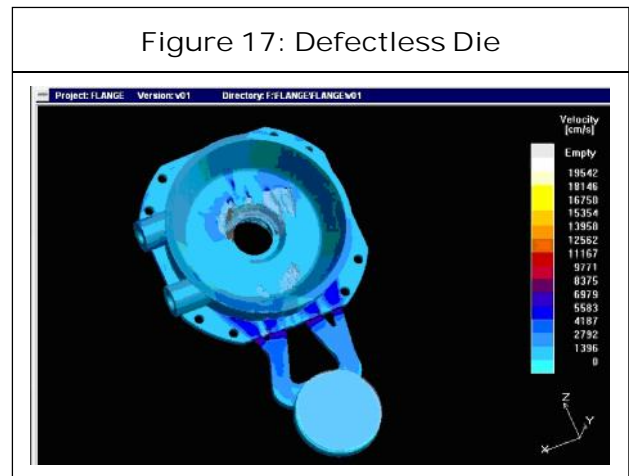 Figure 17: Defectless Die
Project: FLANGE Version: v01 Directory: F:\FLANGE\FLANGE\v01
Velocity
[cm/s]
Empty
19542
18146
16750
15354
13958
12562
11167
9771
8375
6979
5583
4187
2792
1396
0
Z
Y
X